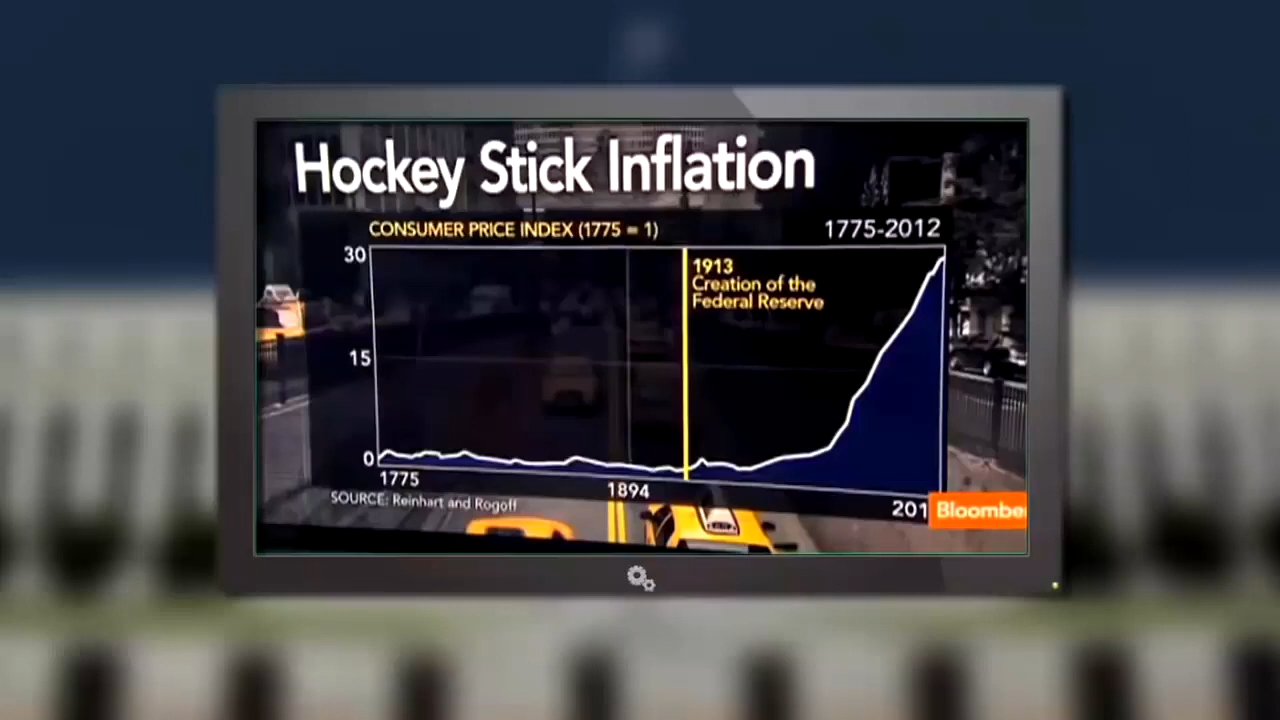 Hockey Stick Inflation
CONSUMER PRICE INDEX (1775 = 1)
1775-2012
30
1913
Creation of the
Federal Reserve
15
0
1775
1894
201
SOURCE: Reinhart and Rogoff
Bloombe